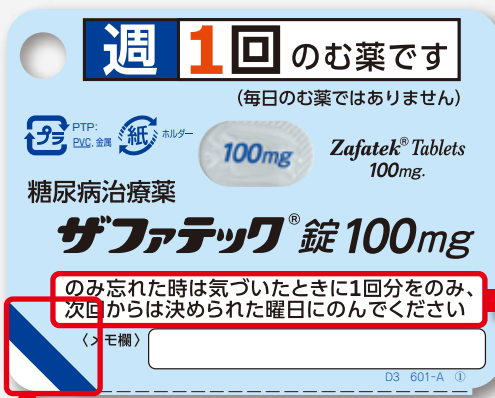 週1回のむ薬です
(毎日のむ薬ではありません)
プラ PTP: PVC, 金属 紙 ホルダー
100mg
Zafatek® Tablets
100mg.
糖尿病治療薬
ザファテック®錠100mg
のみ忘れた時は気づいたときに1回分をのみ、
次回からは決められた曜日にのんでください
〈メモ欄〉
D3 601-A ①